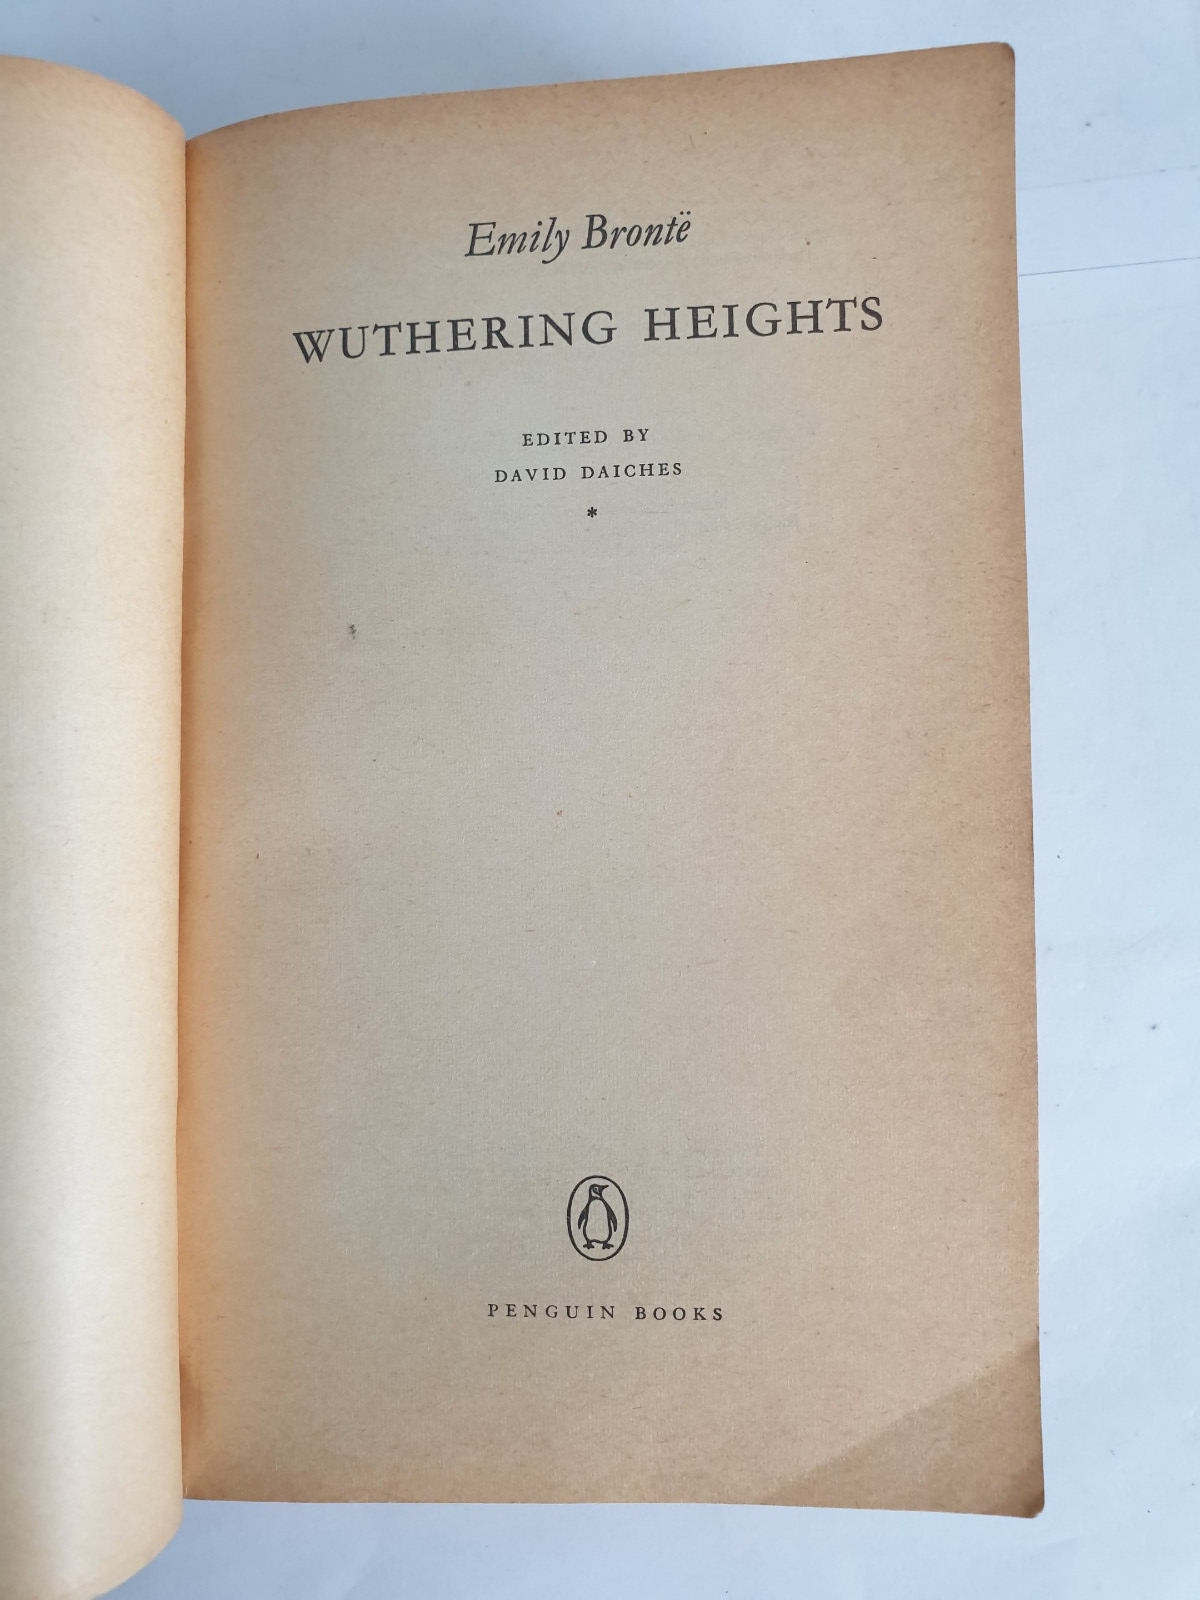 Emily Brontë
WUTHERING HEIGHTS
EDITED BY
DAVID DAICHES
*
PENGUIN BOOKS